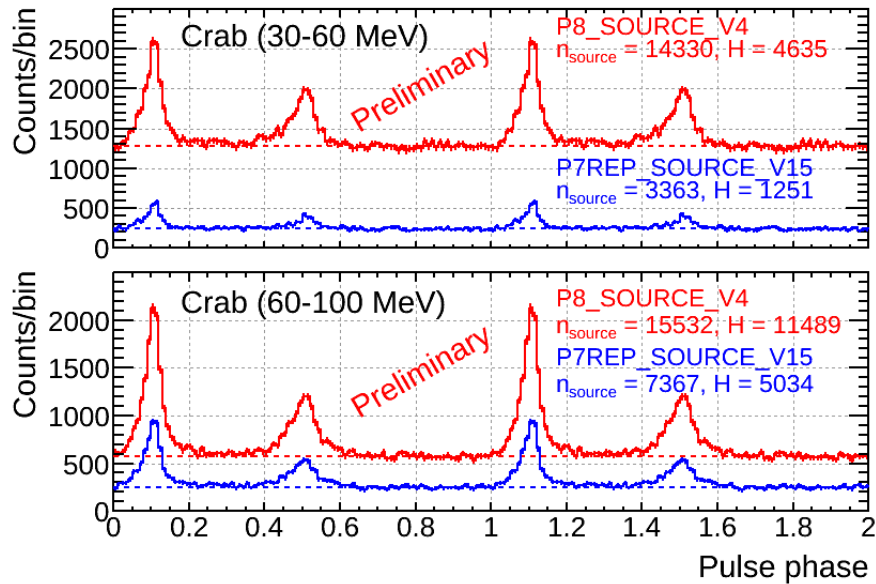 Counts/bin
2500
2000
1500
1000
500
0
Crab (30-60 MeV)
Preliminary
P8_SOURCE_V4
nsource = 14330, H = 4635
P7REP_SOURCE_V15
nsource = 3363, H = 1251
Counts/bin
2000
1500
1000
500
0
Crab (60-100 MeV)
Preliminary
P8_SOURCE_V4
nsource = 15532, H = 11489
P7REP_SOURCE_V15
nsource = 7367, H = 5034
0 0.2 0.4 0.6 0.8 1 1.2 1.4 1.6 1.8 2
Pulse phase